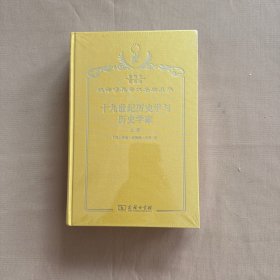 汉译世界学术名著丛书
十九世纪历史学与
历史学家
上册
商务印书馆